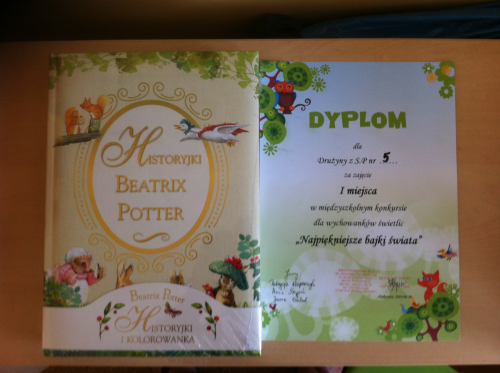 HISTORYJKI
BEATRIX
POTTER
Beatrix Potter
HISTORYJKI
I KOLOROWANKA
DYPLOM
dla
Drużyny z S.P nr .5...
za zajęcie
I miejsca
w międzyszkolnym konkursie
dla wychowanków świetlic
„Najpiękniejsze bajki świata”
Jury